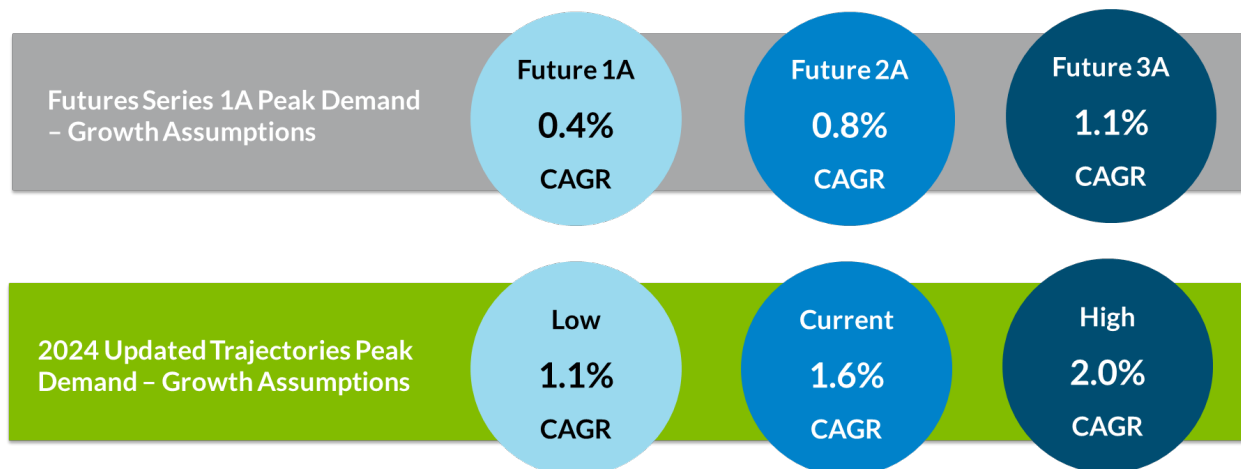 Futures Series 1A Peak Demand
– Growth Assumptions
Future 1A
0.4%
CAGR
Future 2A
0.8%
CAGR
Future 3A
1.1%
CAGR
2024 Updated Trajectories Peak
Demand – Growth Assumptions
Low
1.1%
CAGR
Current
1.6%
CAGR
High
2.0%
CAGR